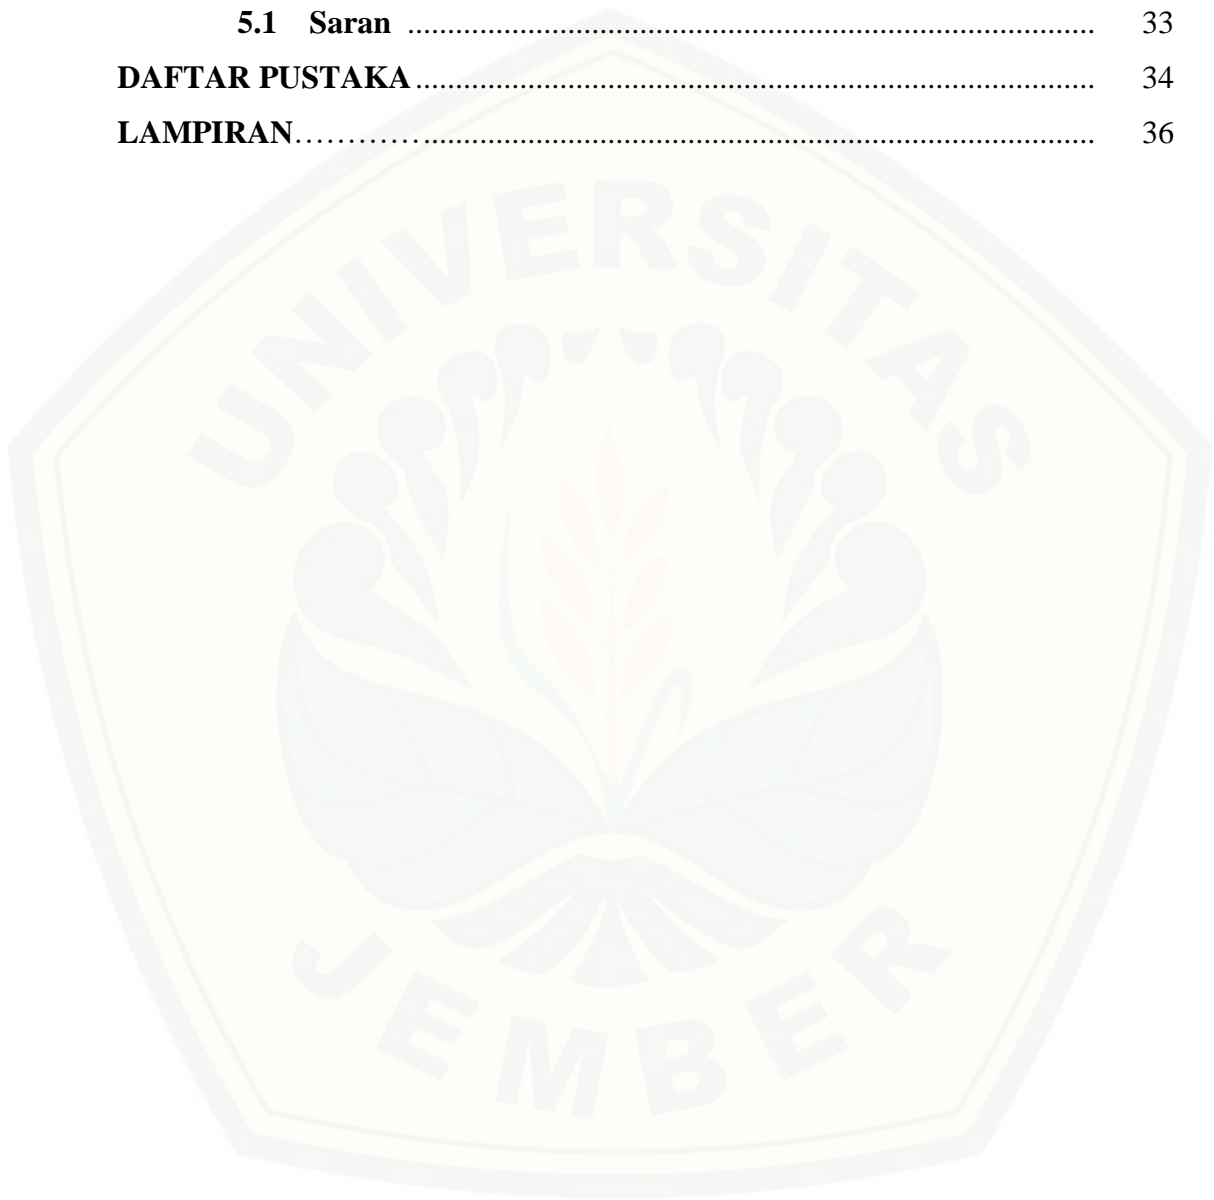 5.1 Saran ........................................................................................ 33
DAFTAR PUSTAKA ........................................................................................ 34
LAMPIRAN………….................................................................................... 36
UNIVERSITAS
JEMBER